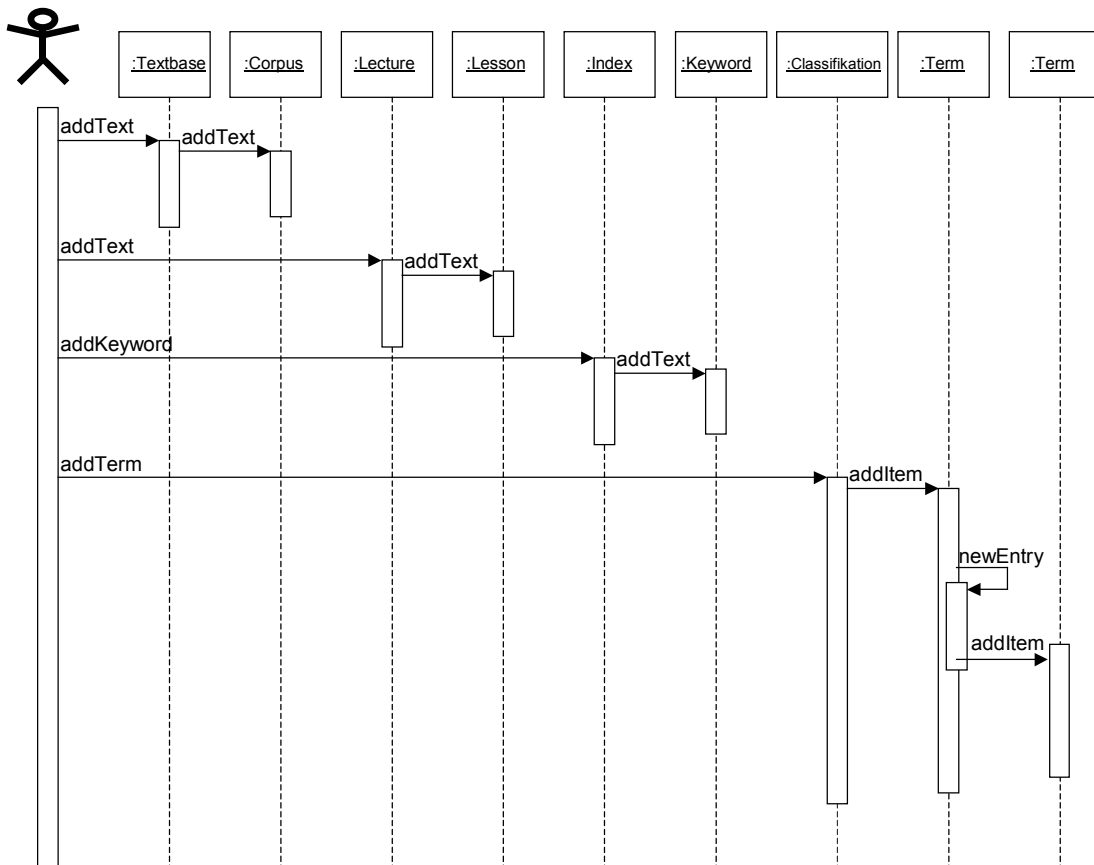 :Textbase :Corpus :Lecture :Lesson :Index :Keyword :Classifikation :Term :Term
addText
addText
addText
addText
addKeyword
addText
addTerm
addItem
newEntry
addItem